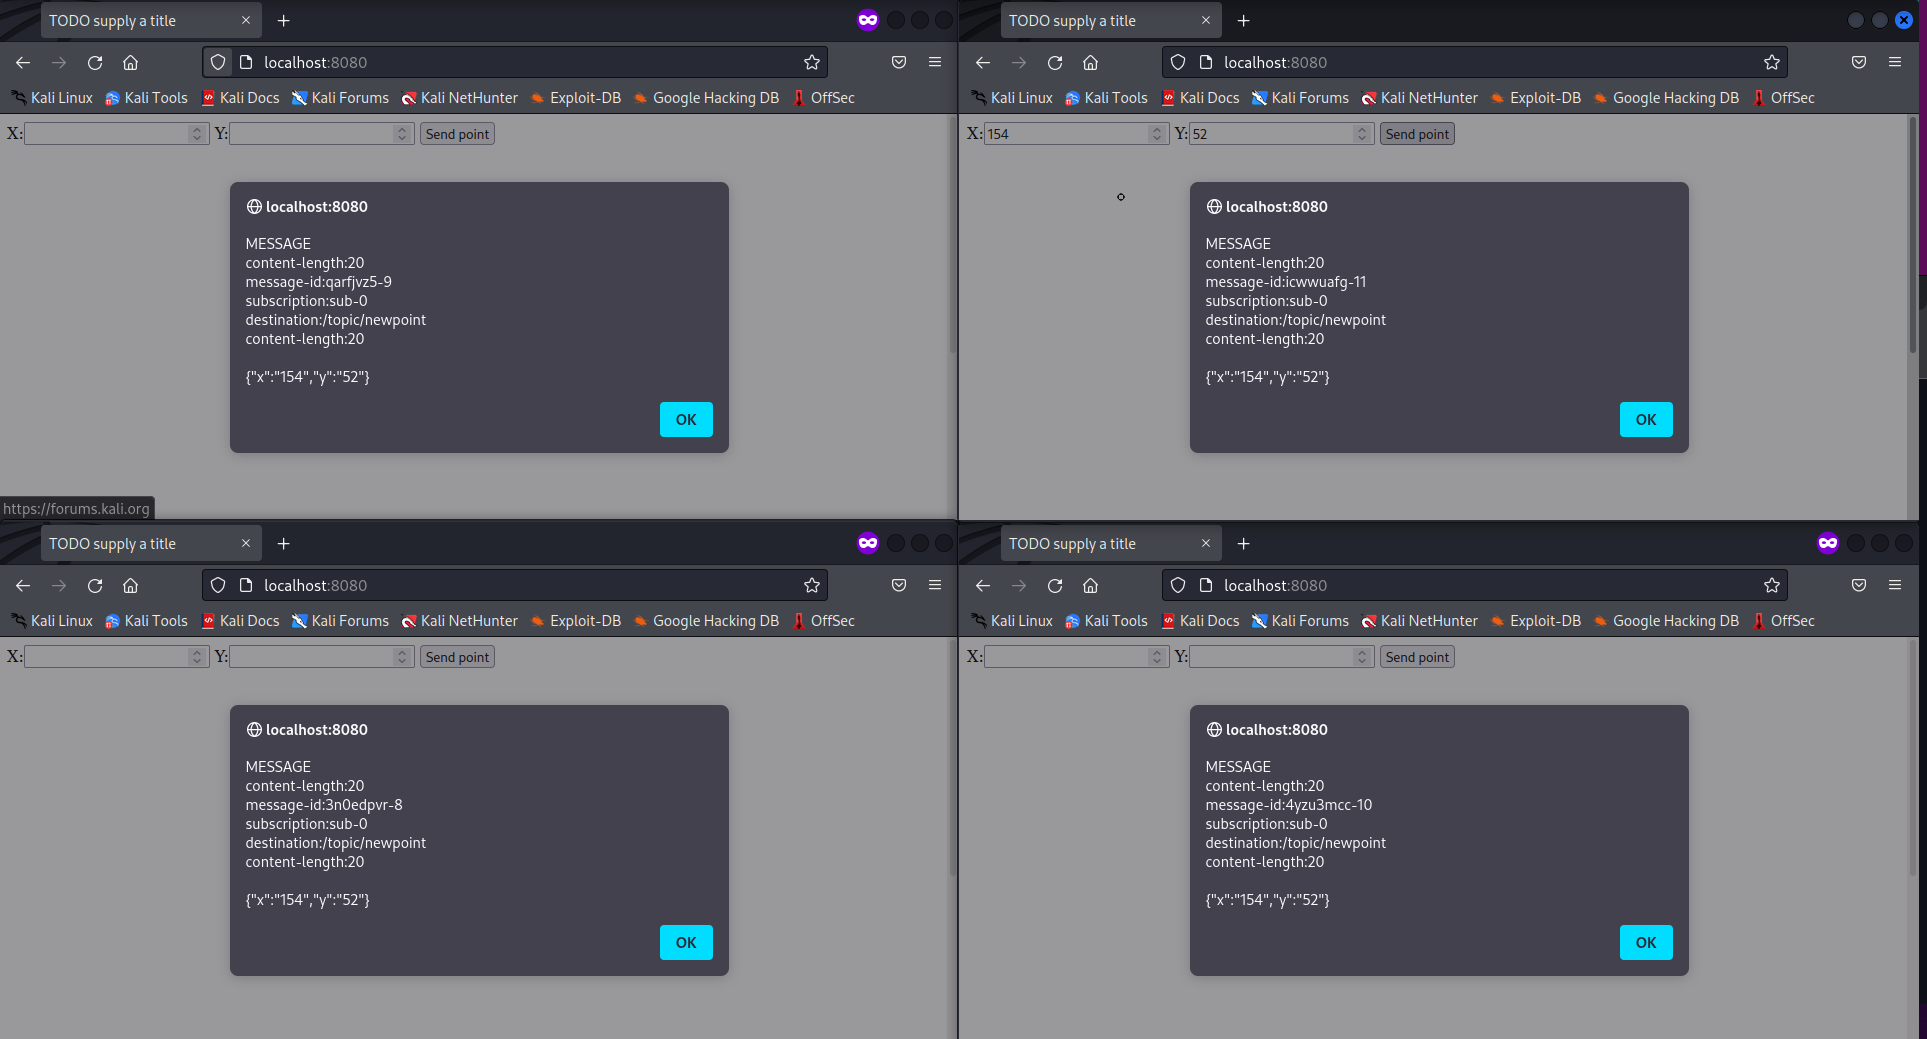 TODO supply a title
localhost:8080
Kali Linux Kali Tools Kali Docs Kali Forums Kali NetHunter Exploit-DB Google Hacking DB OffSec
X: Y: Send point
localhost:8080
MESSAGE
content-length:20
message-id:qarfjvz5-9
subscription:sub-0
destination:/topic/newpoint
content-length:20
{"x":"154","y":"52"}
OK
https://forums.kali.org
TODO supply a title
localhost:8080
Kali Linux Kali Tools Kali Docs Kali Forums Kali NetHunter Exploit-DB Google Hacking DB OffSec
X: 154 Y: 52 Send point
localhost:8080
MESSAGE
content-length:20
message-id:icwwuafg-11
subscription:sub-0
destination:/topic/newpoint
content-length:20
{"x":"154","y":"52"}
OK
TODO supply a title
localhost:8080
Kali Linux Kali Tools Kali Docs Kali Forums Kali NetHunter Exploit-DB Google Hacking DB OffSec
X: Y: Send point
localhost:8080
MESSAGE
content-length:20
message-id:3n0edpvr-8
subscription:sub-0
destination:/topic/newpoint
content-length:20
{"x":"154","y":"52"}
OK
TODO supply a title
localhost:8080
Kali Linux Kali Tools Kali Docs Kali Forums Kali NetHunter Exploit-DB Google Hacking DB OffSec
X: Y: Send point
localhost:8080
MESSAGE
content-length:20
message-id:4yzu3mcc-10
subscription:sub-0
destination:/topic/newpoint
content-length:20
{"x":"154","y":"52"}
OK